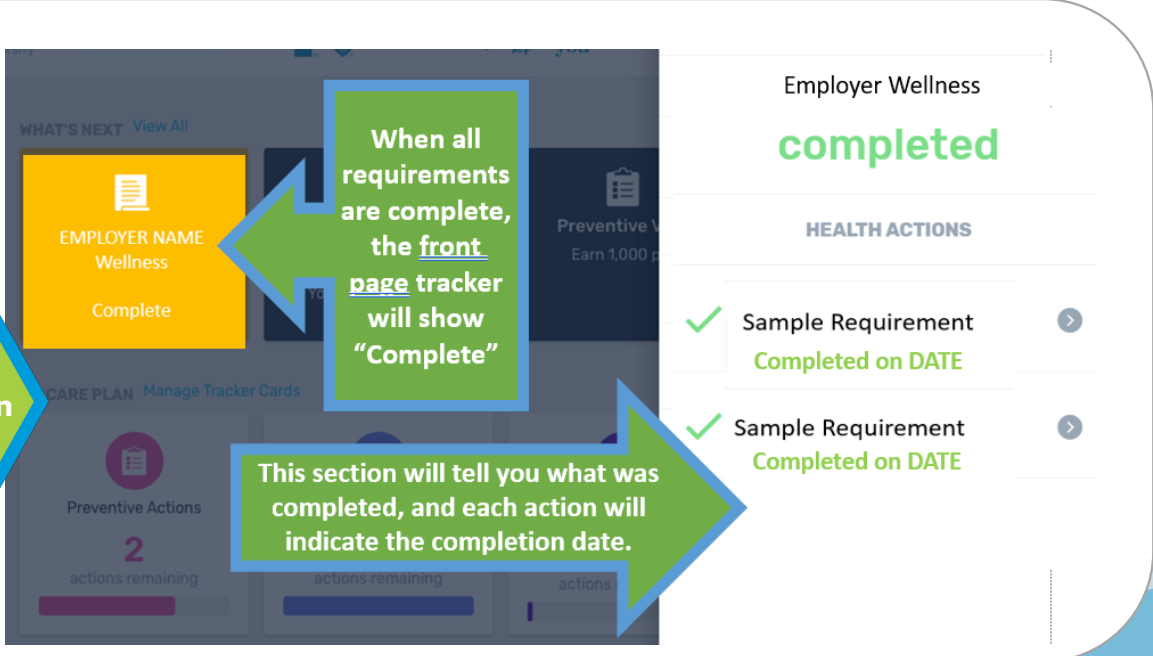 you
WHAT'S NEXT View All
EMPLOYER NAME
Wellness
Complete
When all
requirements
are complete,
the front
page tracker
will show
“Complete”
Preventive
Earn 1,000
CARE PLAN Manage Tracker Cards
Preventive Actions
2
actions remaining
actions remaining
actions
This section will tell you what was
completed, and each action will
indicate the completion date.
Employer Wellness
completed
HEALTH ACTIONS
Sample Requirement
Completed on DATE
Sample Requirement
Completed on DATE